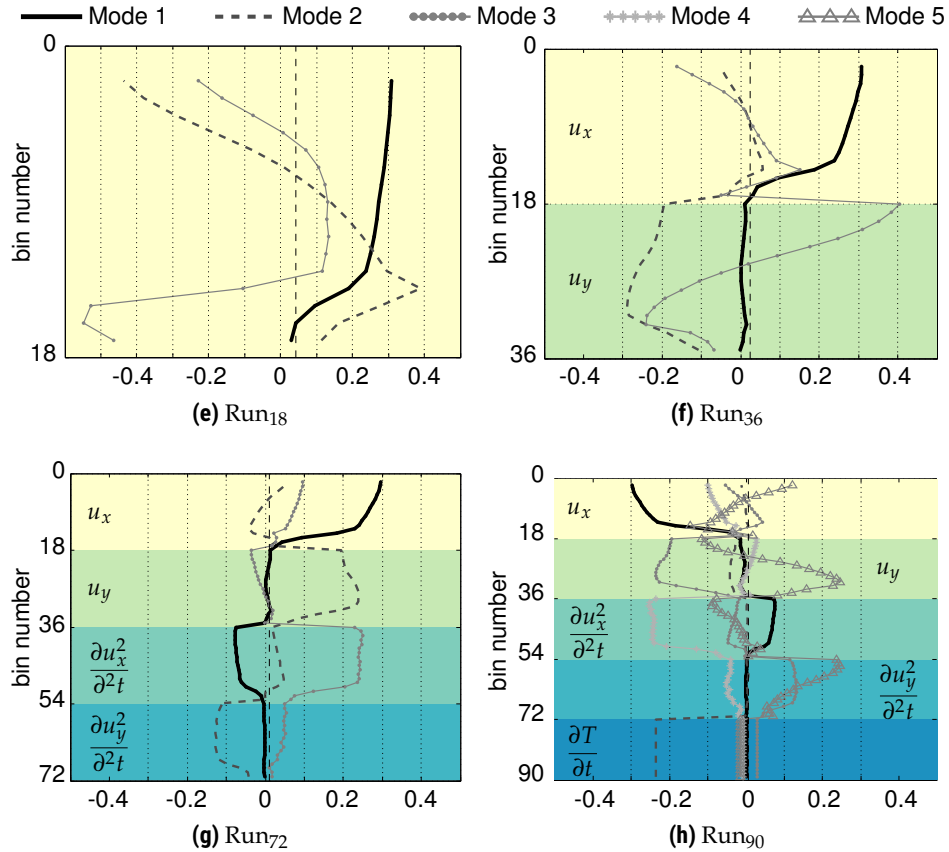 Mode 1 Mode 2 Mode 3 Mode 4 Mode 5
0
bin number
18
-0.4 -0.2 0 0.2 0.4
(e) Run₁₈
0
u_x
bin number
18
u_y
36
-0.4 -0.2 0 0.2 0.4
(f) Run₃₆
0
u_x
18
bin number
u_y
36
∂u_x^2/∂^2t
54
∂u_y^2/∂^2t
72
-0.4 -0.2 0 0.2 0.4
(g) Run₷₂
0
u_x
18
bin number
u_y
36
∂u_x^2/∂^2t
54
∂u_y^2/∂^2t
72
∂T/∂t
90
-0.4 -0.2 0 0.2 0.4
(h) Run₉₀